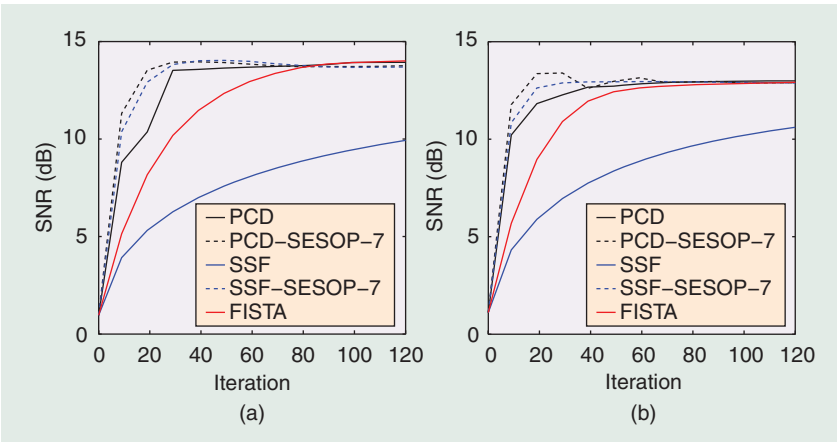 15
10
5
0
SNR (dB)
PCD
PCD–SESOP–7
SSF
SSF–SESOP–7
FISTA
0 20 40 60 80 100 120
Iteration
(a)
15
10
5
0
SNR (dB)
PCD
PCD–SESOP–7
SSF
SSF–SESOP–7
FISTA
0 20 40 60 80 100 120
Iteration
(b)